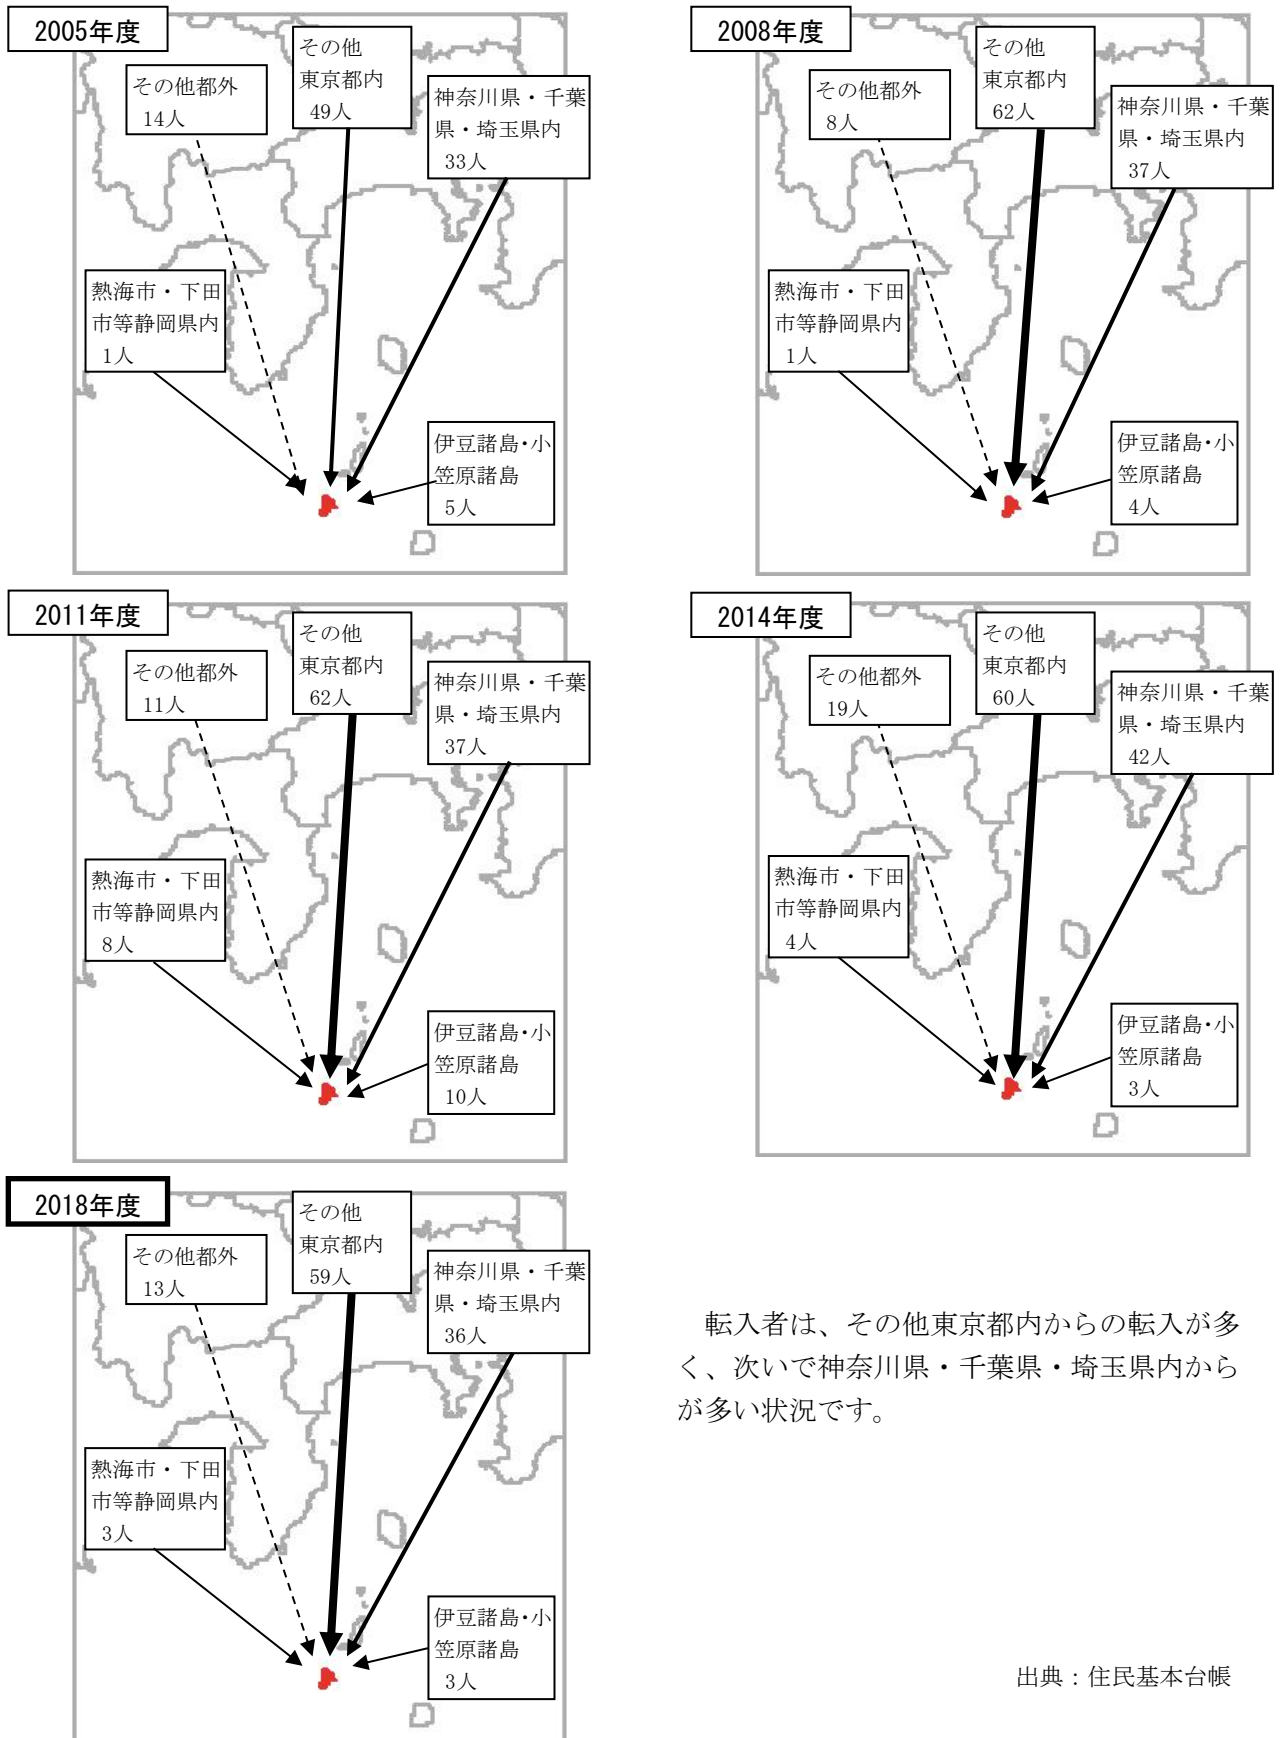 2005年度
その他都外
14人
その他
東京都内
49人
神奈川県・千葉
県・埼玉県内
33人
熱海市・下田
市等静岡県内
1人
伊豆諸島・小
笠原諸島
5人
2008年度
その他都外
8人
その他
東京都内
62人
神奈川県・千葉
県・埼玉県内
37人
熱海市・下田
市等静岡県内
1人
伊豆諸島・小
笠原諸島
4人
2011年度
その他都外
11人
その他
東京都内
62人
神奈川県・千葉
県・埼玉県内
37人
熱海市・下田
市等静岡県内
8人
伊豆諸島・小
笠原諸島
10人
2014年度
その他都外
19人
その他
東京都内
60人
神奈川県・千葉
県・埼玉県内
42人
熱海市・下田
市等静岡県内
4人
伊豆諸島・小
笠原諸島
3人
2018年度
その他都外
13人
その他
東京都内
59人
神奈川県・千葉
県・埼玉県内
36人
熱海市・下田
市等静岡県内
3人
伊豆諸島・小
笠原諸島
3人
転入者は、その他東京都内からの転入が多
く、次いで神奈川県・千葉県・埼玉県内から
が多い状況です。
出典：住民基本台帳